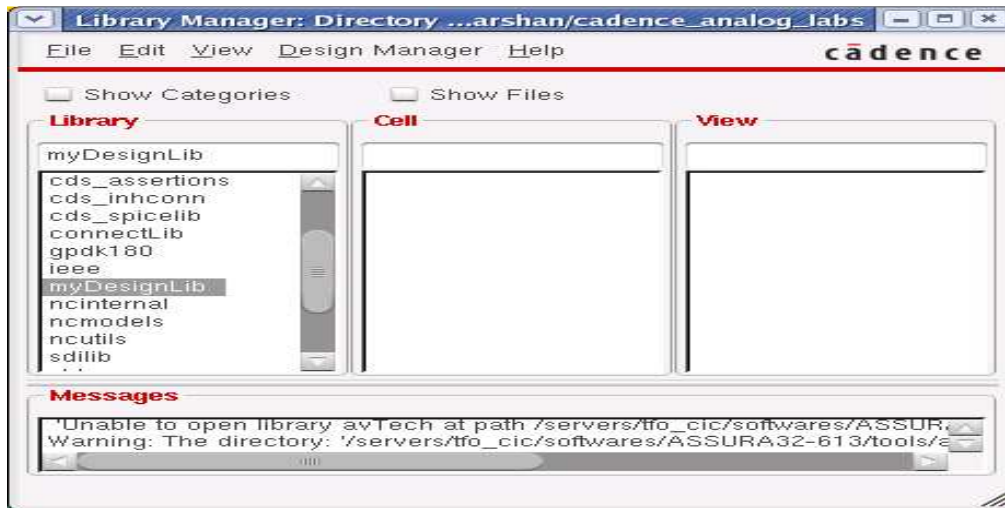 Library Manager: Directory ...arshan/cadence_analog_labs
File Edit View Design Manager Help
cādence
Show Categories Show Files
Library Cell View
myDesignLib
cds_assertions
cds_inhconn
cds_spicelib
connectLib
gpdk180
ieee
myDesignLib
ncinternal
ncmodels
ncutils
sdilib
Messages
'Unable to open library avTech at path /servers/tfo_cic/softwares/ASSUR
Warning: The directory: '/servers/tfo_cic/softwares/ASSURA32-613/tools/a